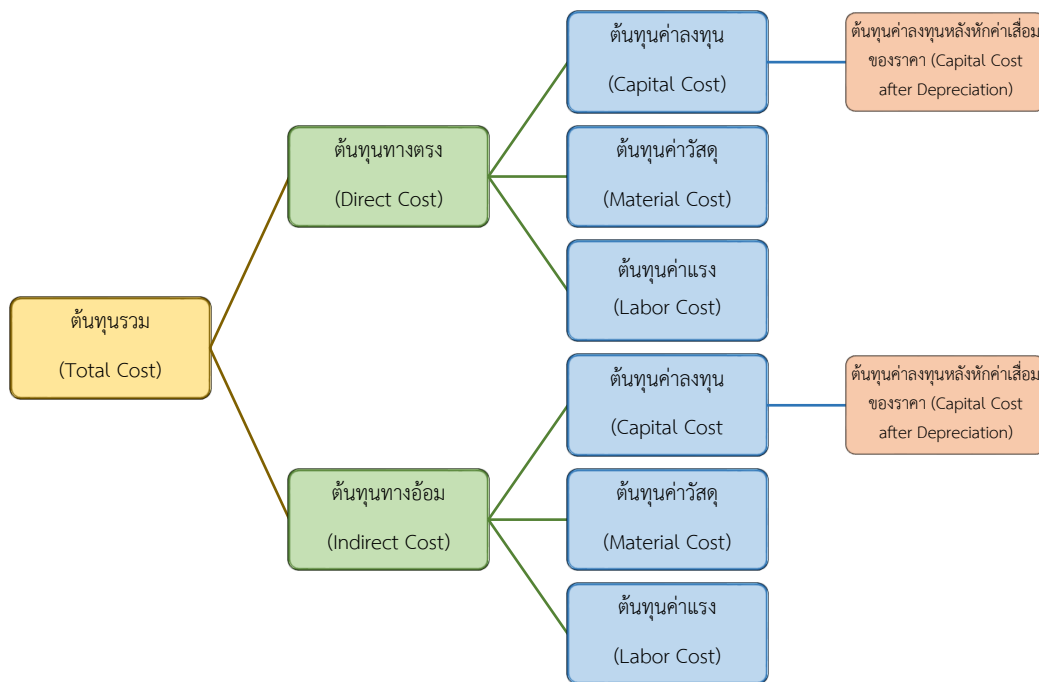 ต้นทุนรวม
(Total Cost)
ต้นทุนทางตรง
(Direct Cost)
ต้นทุนค่าลงทุน
(Capital Cost)
ต้นทุนค่าลงทุนหลังหักค่าเสื่อม
ของราคา (Capital Cost
after Depreciation)
ต้นทุนค่าวัสดุ
(Material Cost)
ต้นทุนค่าแรง
(Labor Cost)
ต้นทุนทางอ้อม
(Indirect Cost)
ต้นทุนค่าลงทุน
(Capital Cost
ต้นทุนค่าลงทุนหลังหักค่าเสื่อม
ของราคา (Capital Cost
after Depreciation)
ต้นทุนค่าวัสดุ
(Material Cost)
ต้นทุนค่าแรง
(Labor Cost)